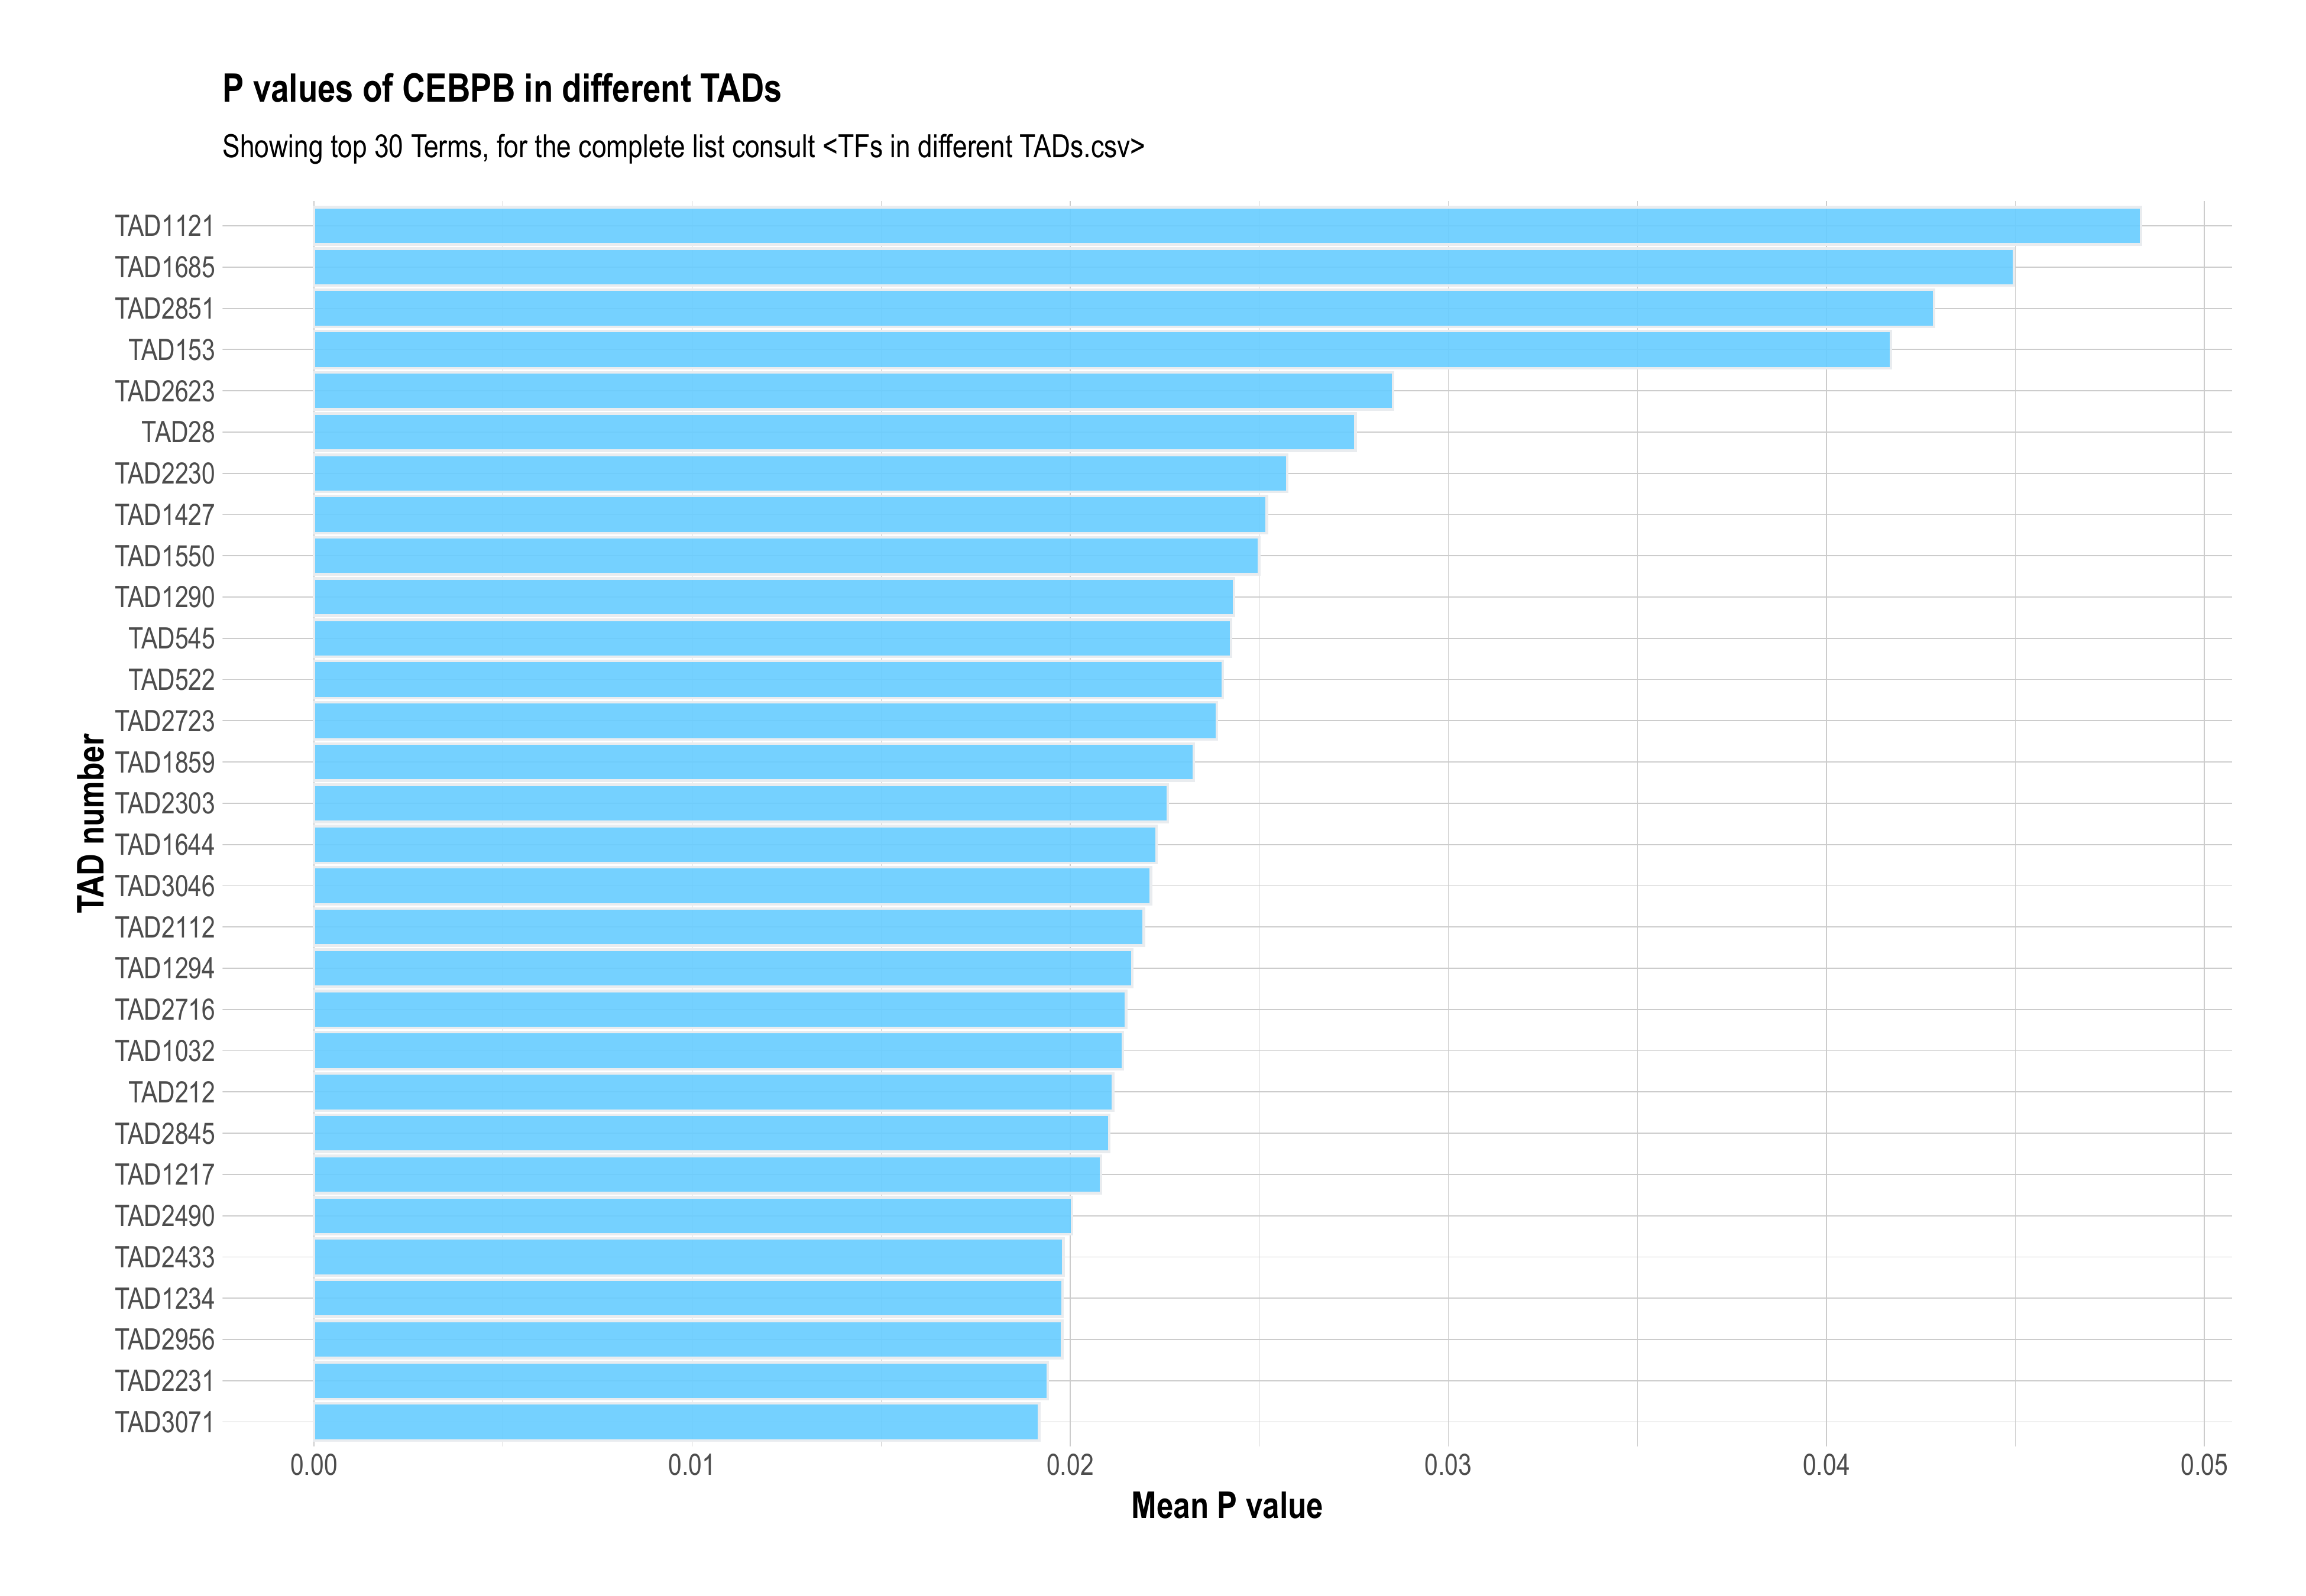 P values of CEBPB in different TADs
Showing top 30 Terms, for the complete list consult <TFs in different TADs.csv>
TAD number
TAD1121
TAD1685
TAD2851
TAD153
TAD2623
TAD28
TAD2230
TAD1427
TAD1550
TAD1290
TAD545
TAD522
TAD2723
TAD1859
TAD2303
TAD1644
TAD3046
TAD2112
TAD1294
TAD2716
TAD1032
TAD212
TAD2845
TAD1217
TAD2490
TAD2433
TAD1234
TAD2956
TAD2231
TAD3071
0.00 0.01 0.02 0.03 0.04 0.05
Mean P value